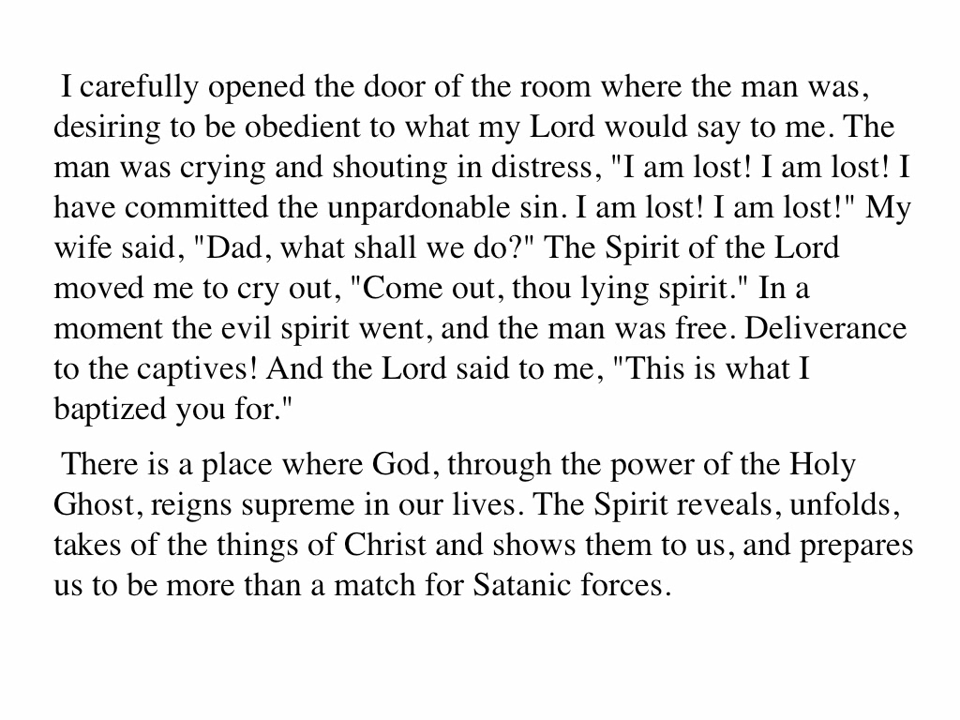 I carefully opened the door of the room where the man was,
desiring to be obedient to what my Lord would say to me. The
man was crying and shouting in distress, "I am lost! I am lost! I
have committed the unpardonable sin. I am lost! I am lost!" My
wife said, "Dad, what shall we do?" The Spirit of the Lord
moved me to cry out, "Come out, thou lying spirit." In a
moment the evil spirit went, and the man was free. Deliverance
to the captives! And the Lord said to me, "This is what I
baptized you for."
There is a place where God, through the power of the Holy
Ghost, reigns supreme in our lives. The Spirit reveals, unfolds,
takes of the things of Christ and shows them to us, and prepares
us to be more than a match for Satanic forces.